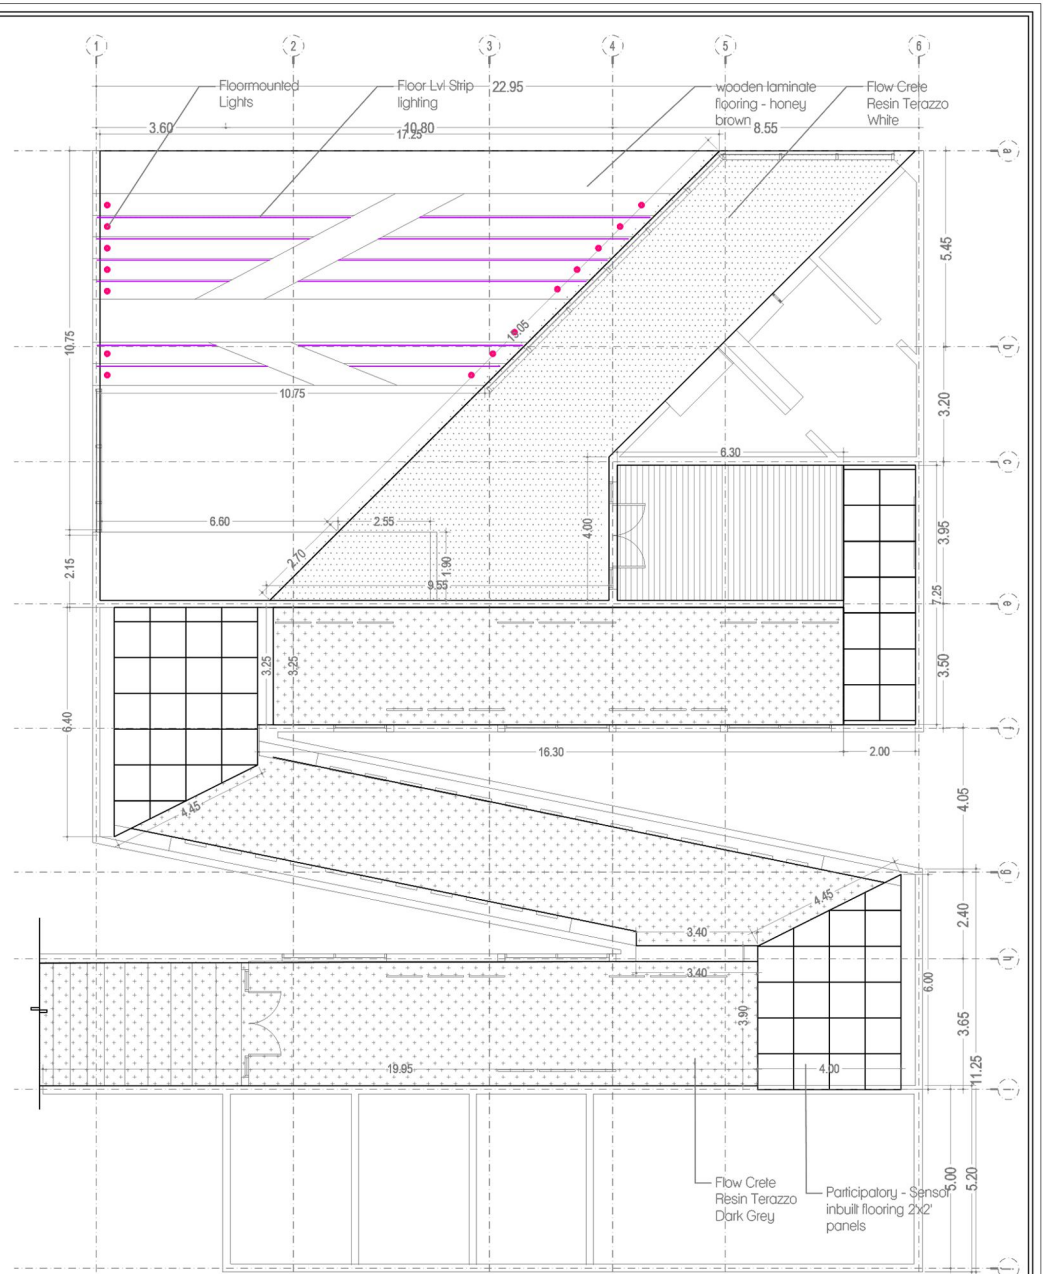 1
2
3
4
5
6
Floormounted
Lights
Floor Lvl Strip
lighting
22.95
wooden laminate
flooring - honey
brown
Flow Crete
Resin Terazzo
White
3.60
10.80
17.25
8.55
a
5.45
10.75
19.05
b
10.75
3.20
6.30
c
6.60
2.55
4.00
3.95
2.15
2.70
1.90
9.55
7.25
e
3.25
3.25
3.50
6.40
f
16.30
2.00
4.05
4.45
g
4.45
2.40
3.40
h
3.40
6.00
3.90
3.65
19.95
4.00
11.25
i
Flow Crete
Resin Terazzo
Dark Grey
Participatory - Sensor
inbuilt flooring 2'x2'
panels
5.00
5.20